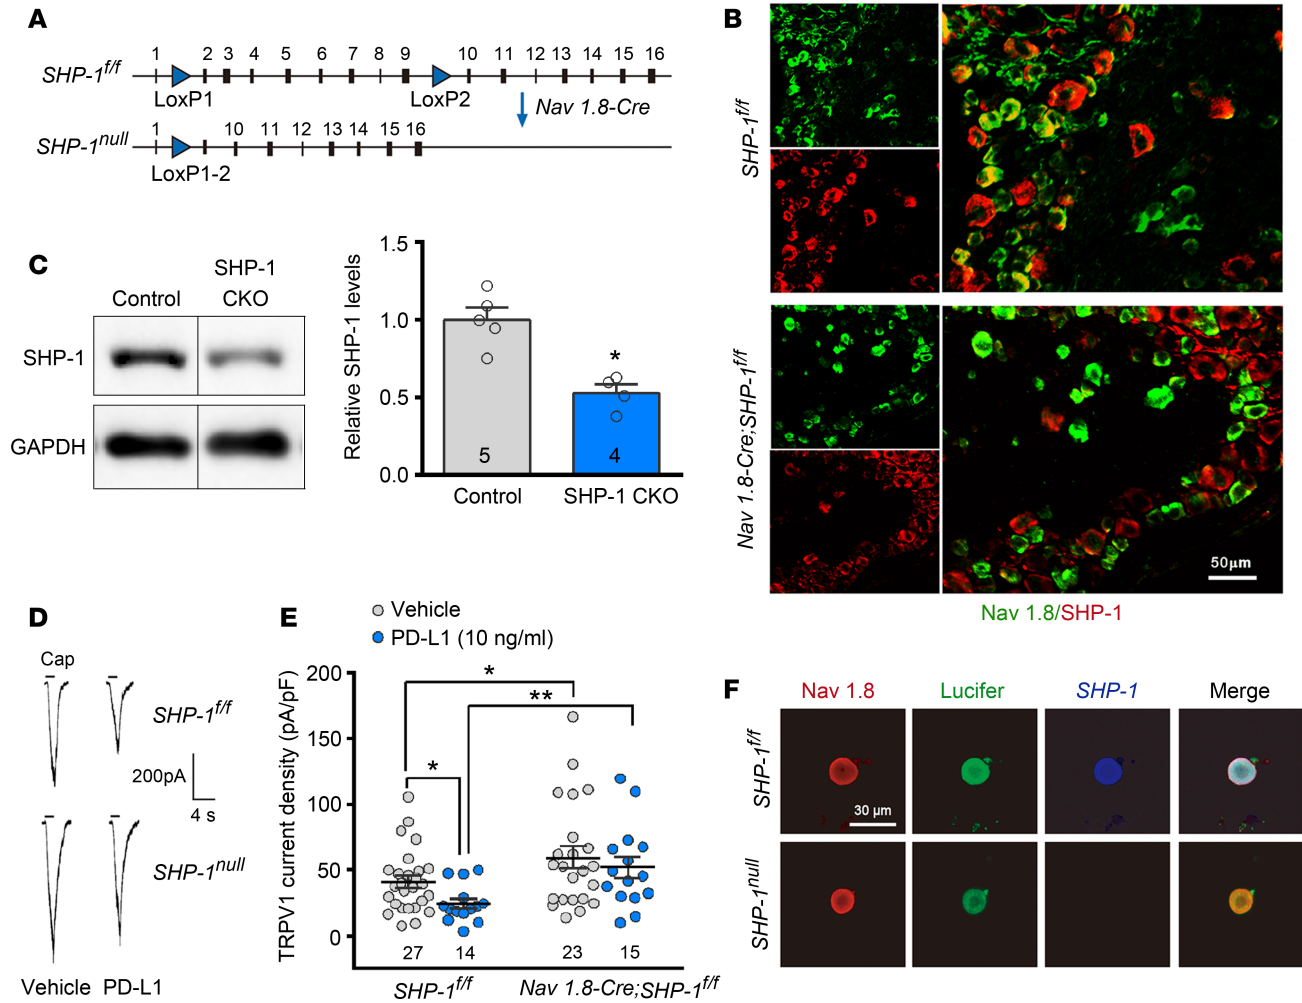 A
1 2 3 4 5 6 7 8 9 10 11 12 13 14 15 16
SHP-1f/f
LoxP1 LoxP2
Nav 1.8-Cre
1 2 10 11 12 13 14 15 16
SHP-1null
LoxP1-2
B
SHP-1f/f
Nav 1.8-Cre;SHP-1f/f
50μm
Nav 1.8/SHP-1
C
Control
SHP-1
CKO
SHP-1
GAPDH
Relative SHP-1 levels
1.5
1.0
0.5
0.0
*
5 4
Control SHP-1 CKO
D
Cap
SHP-1f/f
200pA
4 s
SHP-1null
Vehicle PD-L1
E
Vehicle
PD-L1 (10 ng/ml)
TRPV1 current density (pA/pF)
200
150
100
50
0
*
**
*
27 14 23 15
SHP-1f/f Nav 1.8-Cre;SHP-1f/f
F
Nav 1.8 Lucifer SHP-1 Merge
SHP-1f/f
30 μm
SHP-1null